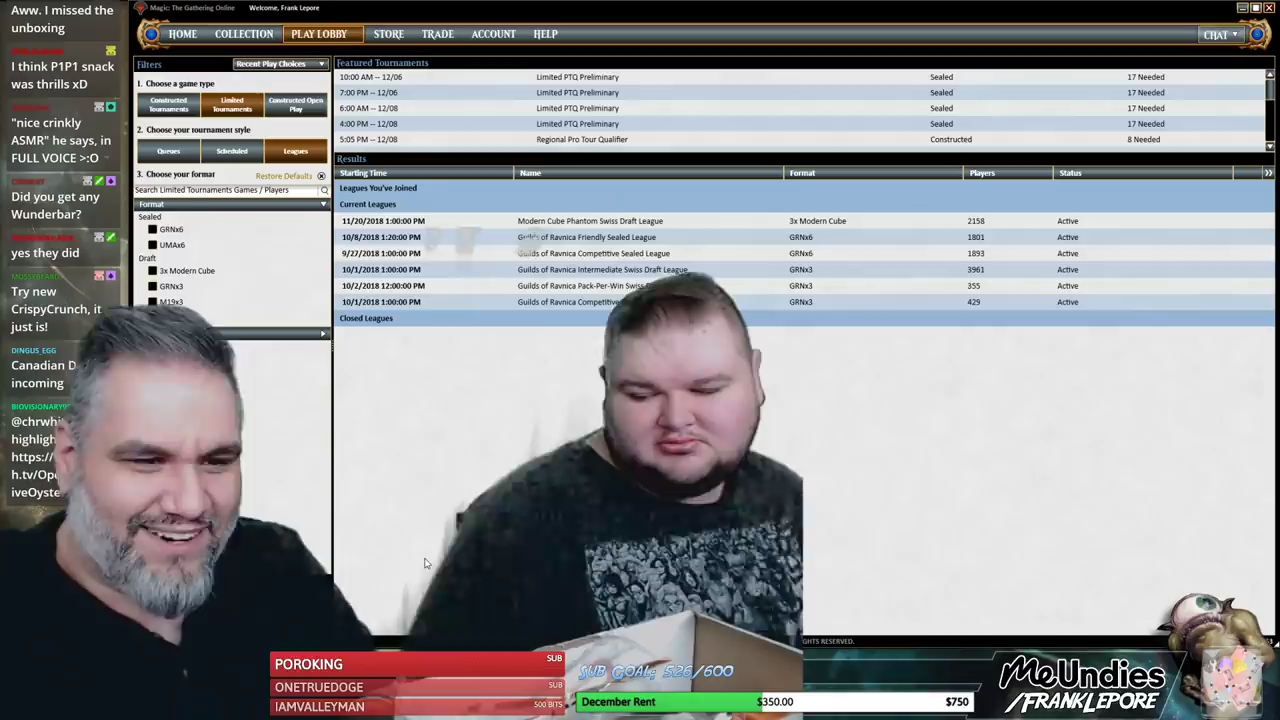 Aww. I missed the
unboxing
I think P1P1 snack
was thrills xD
"nice crinkly
ASMR" he says, in
FULL VOICE >:O
Did you get any
Wunderbar?
yes they did
Try new
CrispyCrunch, it
just is!
DINGUS_EGG
Canadian D
incoming
highligh
https://
h.tv/Op
iveOyste
Magic: The Gathering Online
Welcome, Frank Lepore
HOME
COLLECTION
PLAY LOBBY
STORE
TRADE
ACCOUNT
HELP
CHAT
Filters
Recent Play Choices
1. Choose a game type
Constructed Tournaments
Limited Tournaments
Constructed Open Play
2. Choose your tournament style
Queues
Scheduled
Leagues
3. Choose your format
Restore Defaults
Search Limited Tournaments Games / Players
Format
Sealed
GRNx6
UMAx6
Draft
3x Modern Cube
GRNx3
M19x3
Featured Tournaments
10:00 AM -- 12/06 Limited PTQ Preliminary Sealed 17 Needed
7:00 PM -- 12/06 Limited PTQ Preliminary Sealed 17 Needed
6:00 AM -- 12/08 Limited PTQ Preliminary Sealed 17 Needed
4:00 PM -- 12/08 Limited PTQ Preliminary Sealed 17 Needed
5:05 PM -- 12/08 Regional Pro Tour Qualifier Constructed 8 Needed
Results
Starting Time Name Format Players Status
Leagues You've Joined
Current Leagues
11/20/2018 1:00:00 PM Modern Cube Phantom Swiss Draft League 3x Modern Cube 2158 Active
10/8/2018 1:20:00 PM Guilds of Ravnica Friendly Sealed League GRNx6 1801 Active
9/27/2018 1:00:00 PM Guilds of Ravnica Competitive Sealed League GRNx6 1893 Active
10/1/2018 1:00:00 PM Guilds of Ravnica Intermediate Swiss Draft League GRNx3 3961 Active
10/2/2018 12:00:00 PM Guilds of Ravnica Pack-Per-Win Swiss GRNx3 355 Active
10/1/2018 1:00:00 PM Guilds of Ravnica Competitive GRNx3 429 Active
Closed Leagues
GHTS RESERVED.
POROKING SUB
ONETRUEDOGE SUB
IAMVALLEYMAN 500 BITS
SUB GOAL: 526/600
December Rent $350.00 $750
MeUndies
/FRANKLEPORE